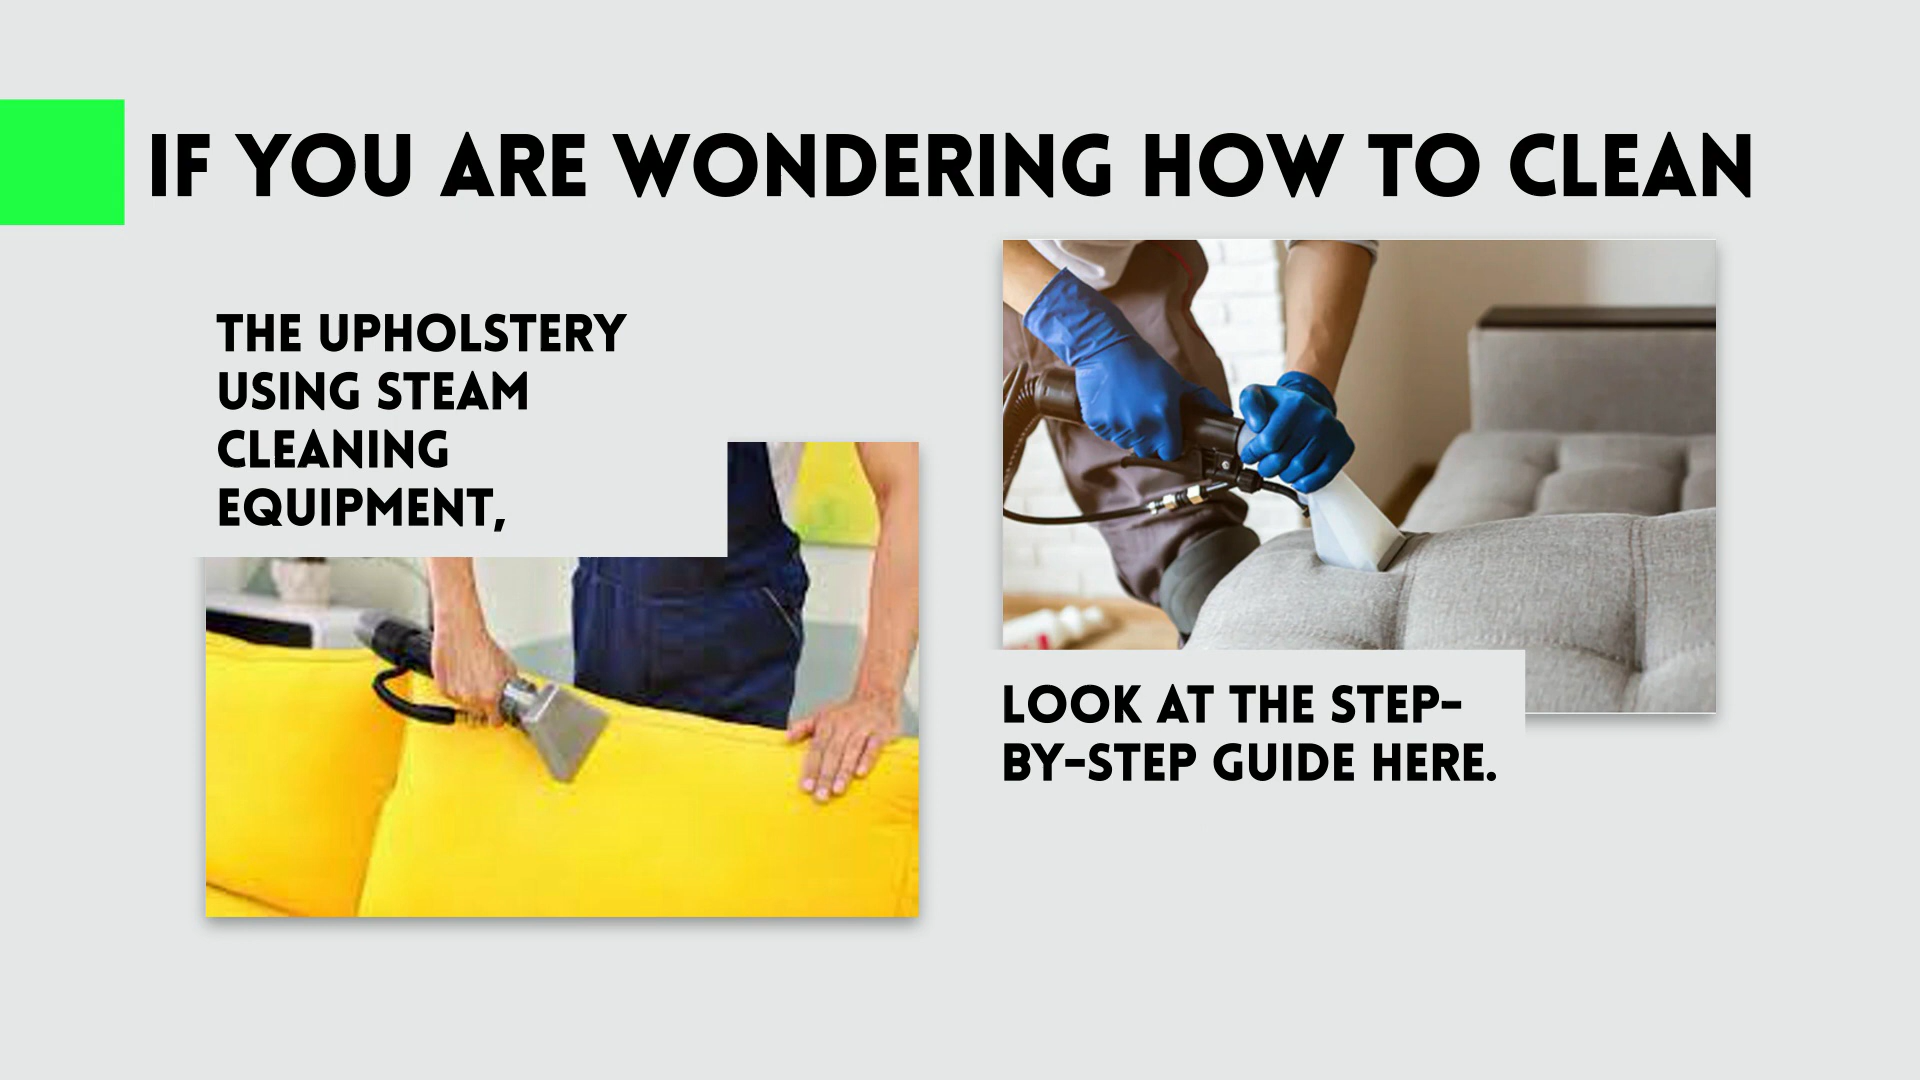 IF YOU ARE WONDERING HOW TO CLEAN
THE UPHOLSTERY
USING STEAM
CLEANING
EQUIPMENT,
LOOK AT THE STEP-
BY-STEP GUIDE HERE.